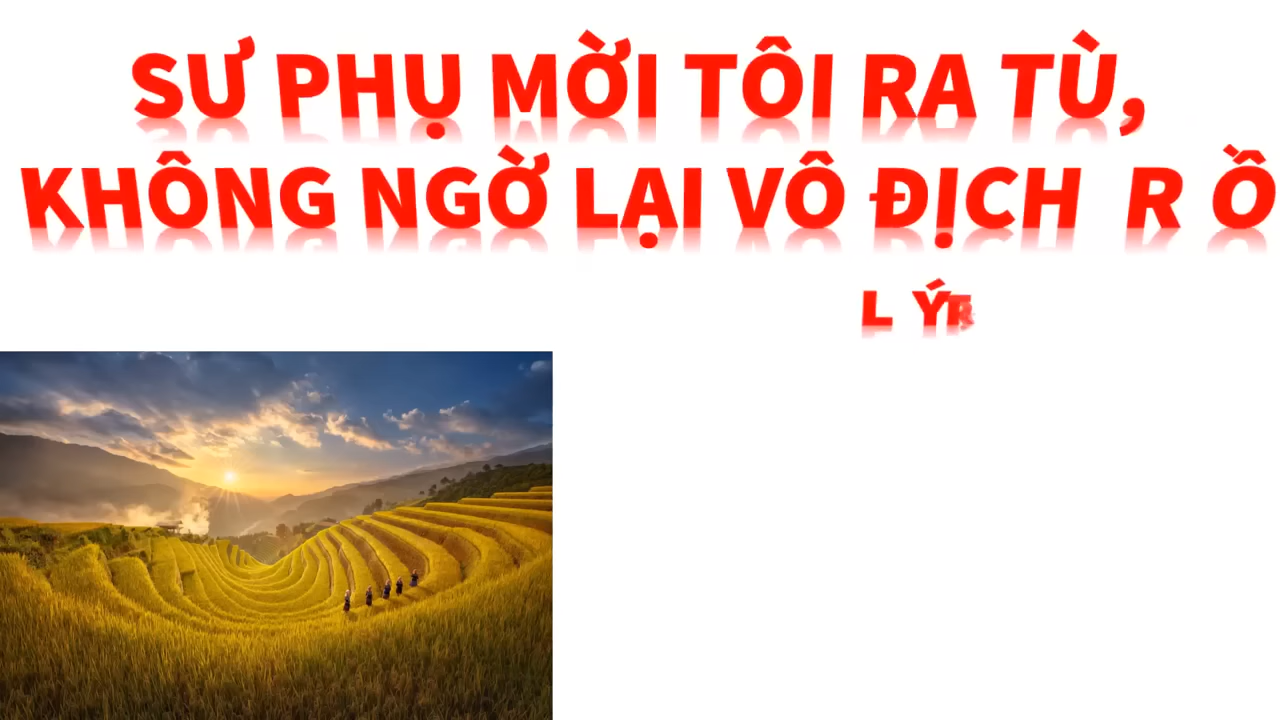 SƯ PHỤ MỜI TÔI RA TÙ,
KHÔNG NGỜ LẠI VÔ ĐỊCH R Ồ
L Ý